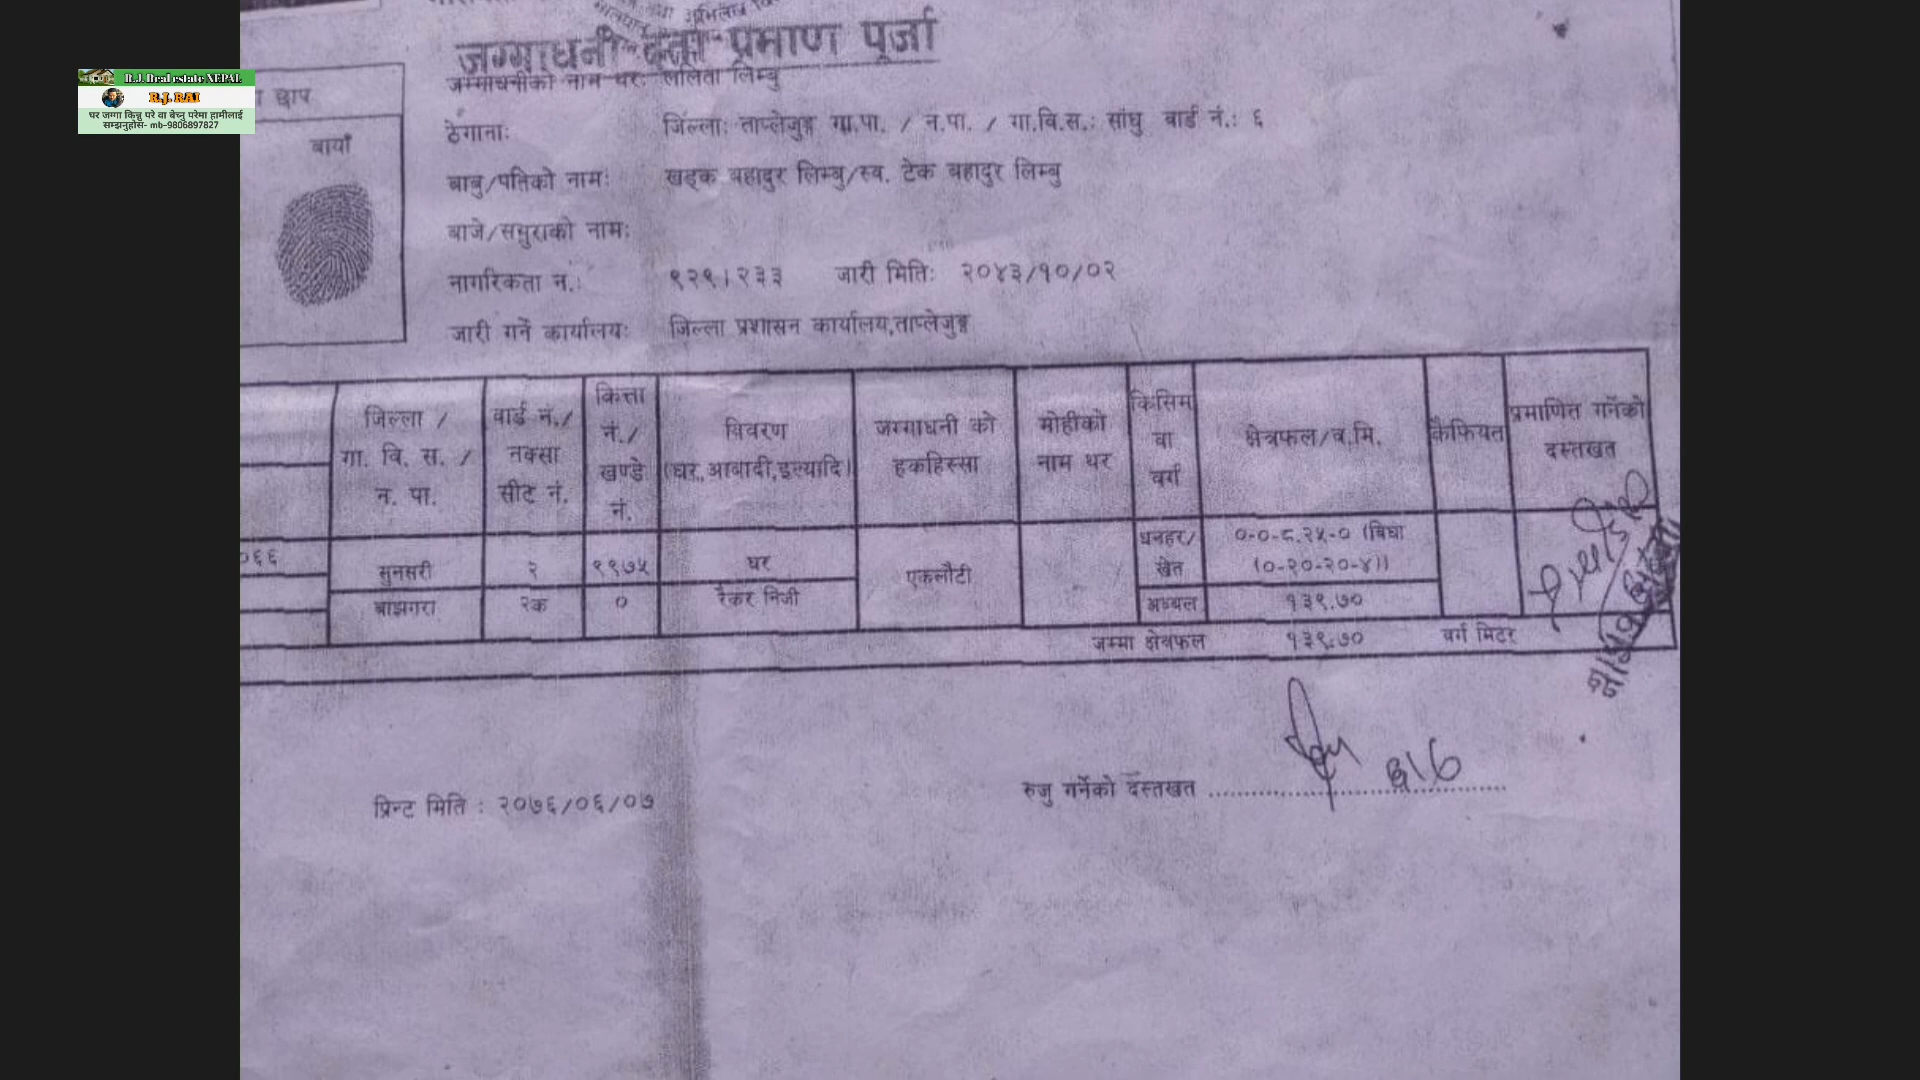 R.J. Real estate NEPAL
R.J. RAI
घर जग्गा किन्नु परे वा बेच्नु परेमा हामीलाई
सम्झनुहोस- mb-9806897827
जग्गाधनी दर्ता प्रमाण पूर्जा
जग्गाधनीको नाम थर: ललिता लिम्बु
ठेगाना: जिल्ला: ताप्लेजुङ्ग गा.पा. / न.पा. / गा.वि.स.: सांघु वार्ड नं.: ६
बाबु/पतिको नाम: खड्क बहादुर लिम्बु/स्व. टेक बहादुर लिम्बु
बाजे/ससुराको नाम:
नागरिकता न.: ९२९।२३३ जारी मिति: २०४३/१०/०२
जारी गर्ने कार्यालय: जिल्ला प्रशासन कार्यालय,ताप्लेजुङ्ग
छाप
बायाँ
जिल्ला / गा. वि. स. / न. पा.
वार्ड नं./ नक्सा सीट नं.
कित्ता नं./ खण्डे नं.
विवरण (घर,आवादी,इत्यादि)
जग्गाधनी को हकहिस्सा
मोहीको नाम थर
किसिम वा वर्ग
क्षेत्रफल/व.मि.
कैफियत
प्रमाणित गर्नेको दस्तखत
०६६
सुनसरी २ ९९७५ घर एकलौटी धनहर/ खेत ०-०-८.२५-० (विघा (०-२०-२०-४))
बाझगरा २क ० रैकर निजी अब्बल १३९.७०
जम्मा क्षेत्रफल १३९.७० वर्ग मिटर
प्रिन्ट मिति : २०७६/०६/०७
रुजु गर्नेको दस्तखत